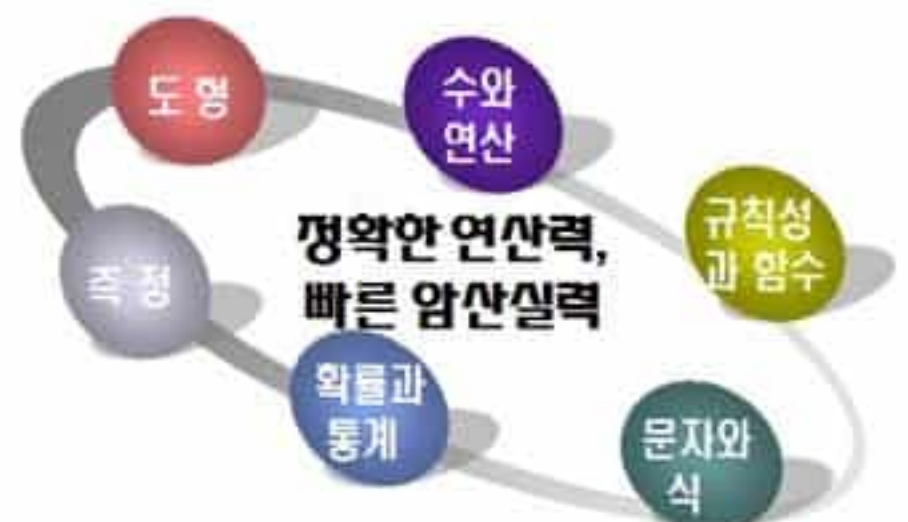 도 형
수와
연산
규칙성
과 함수
정확한 연산력,
빠른 암산실력
측 정
확률과
통계
문자와
식